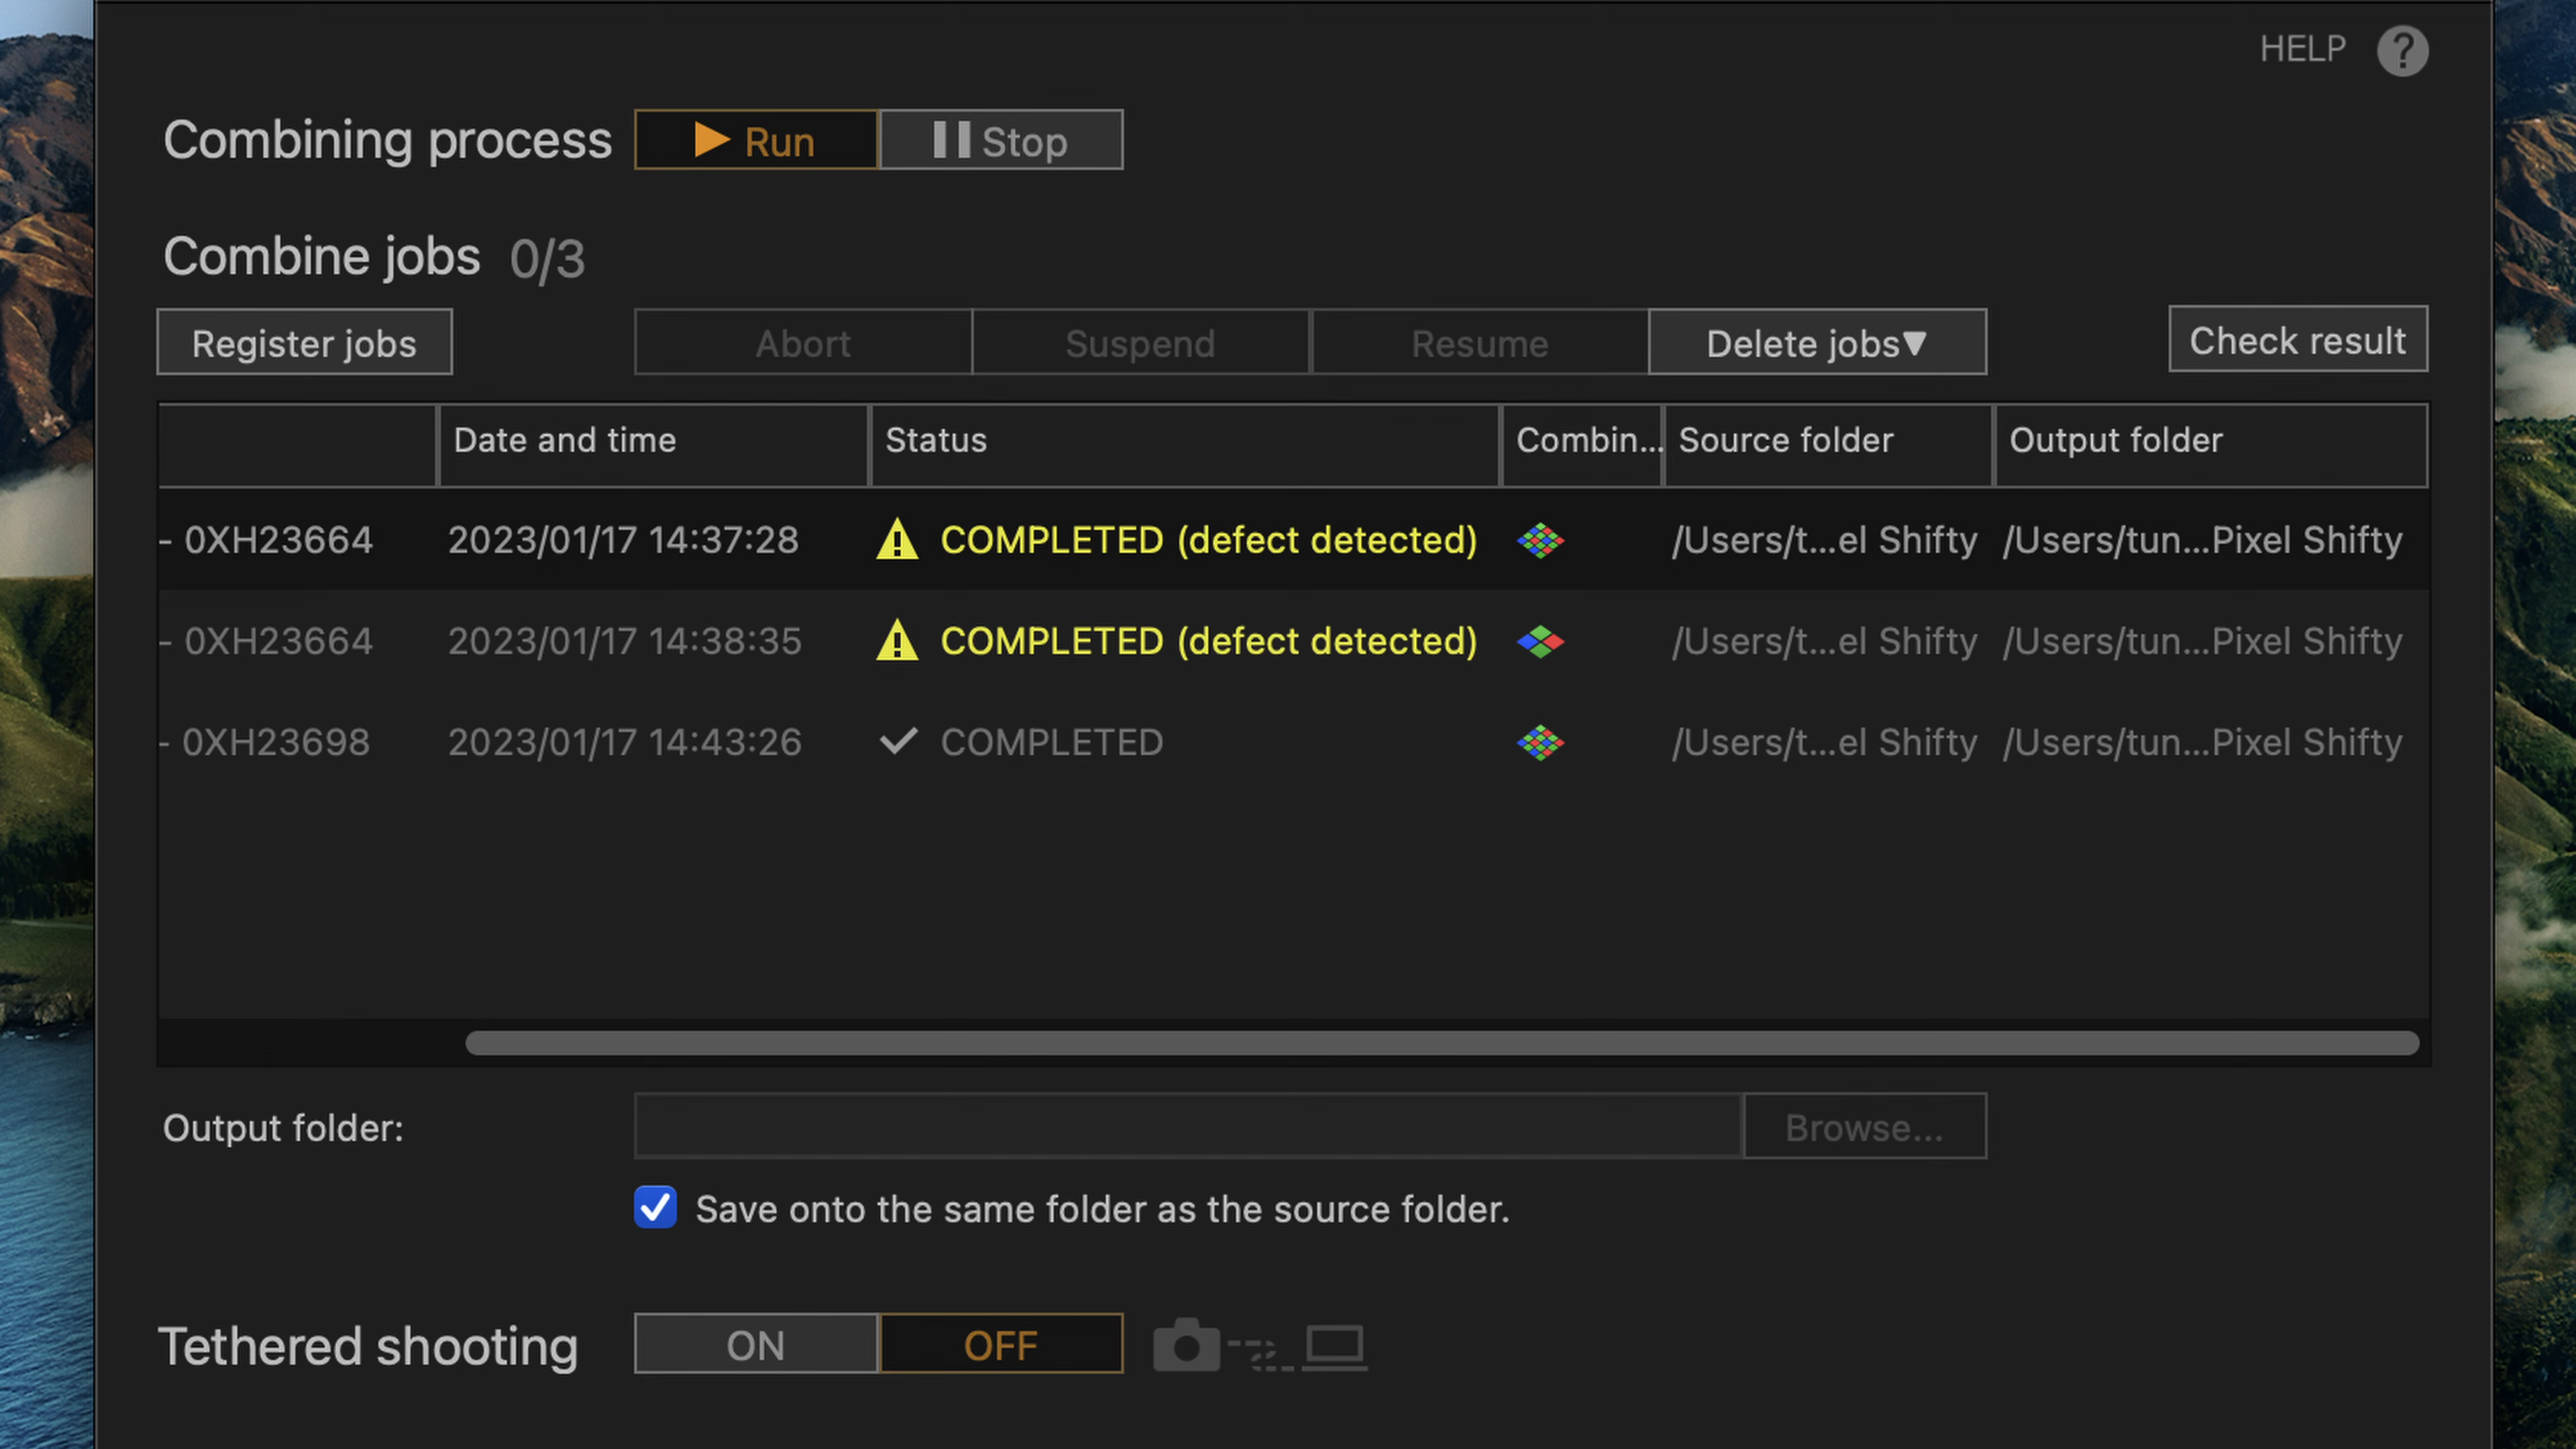 HELP ?
Combining process Run Stop
Combine jobs 0/3
Register jobs Abort Suspend Resume Delete jobs▼ Check result
Date and time Status Combin... Source folder Output folder
- 0XH23664 2023/01/17 14:37:28 COMPLETED (defect detected) /Users/t...el Shifty /Users/tun...Pixel Shifty
- 0XH23664 2023/01/17 14:38:35 COMPLETED (defect detected) /Users/t...el Shifty /Users/tun...Pixel Shifty
- 0XH23698 2023/01/17 14:43:26 COMPLETED /Users/t...el Shifty /Users/tun...Pixel Shifty
Output folder: Browse...
Save onto the same folder as the source folder.
Tethered shooting ON OFF